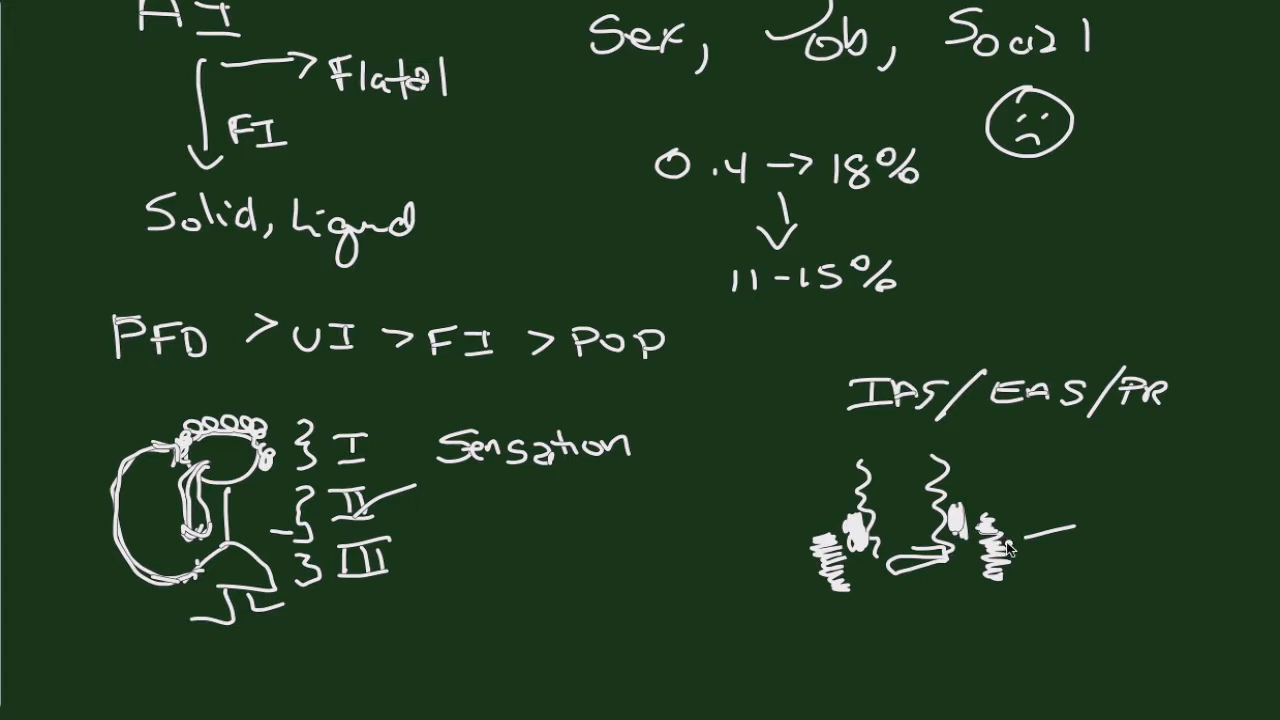 AI
→ Flatal
FI
Solid, Liquid
Sex, Job, Social
0.4 → 18%
11-15%
PFD > UI > FI > POP
IAS/EAS/PR
I Sensation
II
III